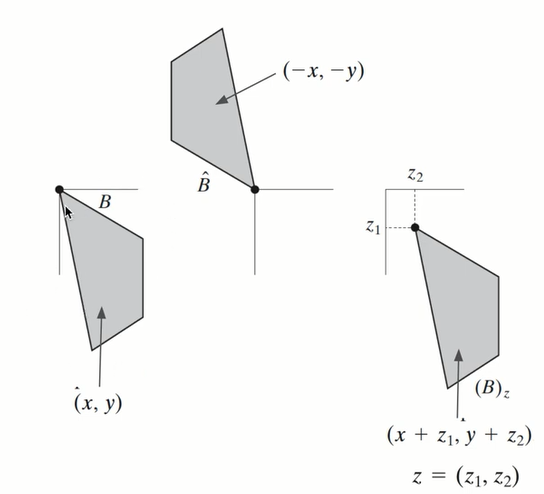 (−x, −y)
B̂
B
z₂
z₁
(x, y)
(B)z
(x + z₁, y + z₂)
z = (z₁, z₂)